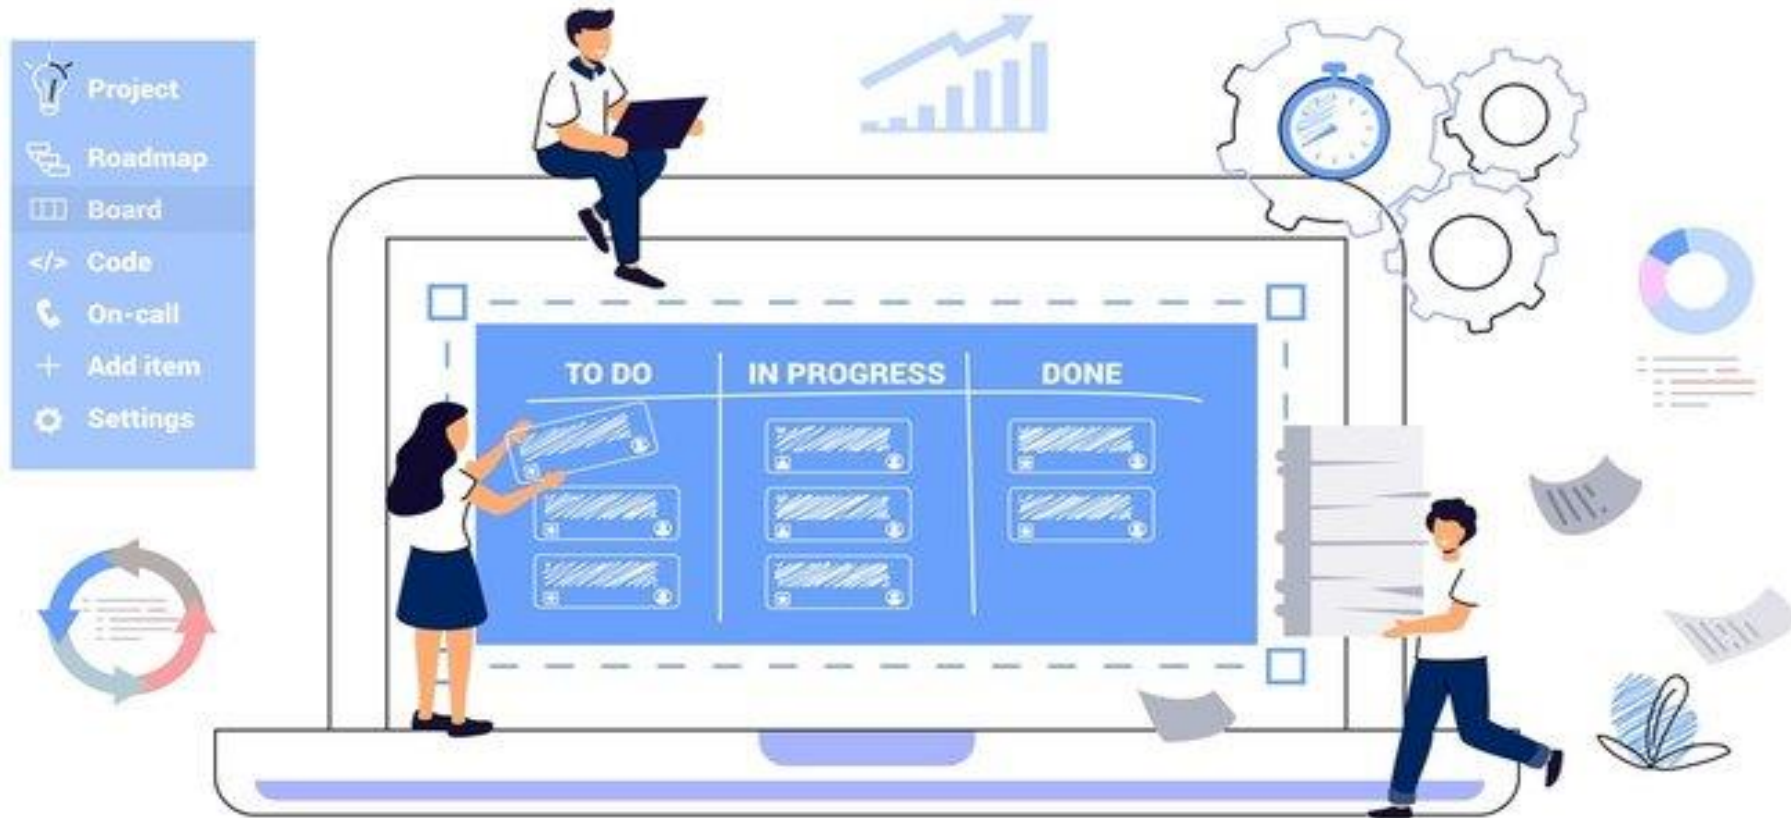 Project
Roadmap
Board
</> Code
On-call
+ Add item
Settings
TO DO
IN PROGRESS
DONE